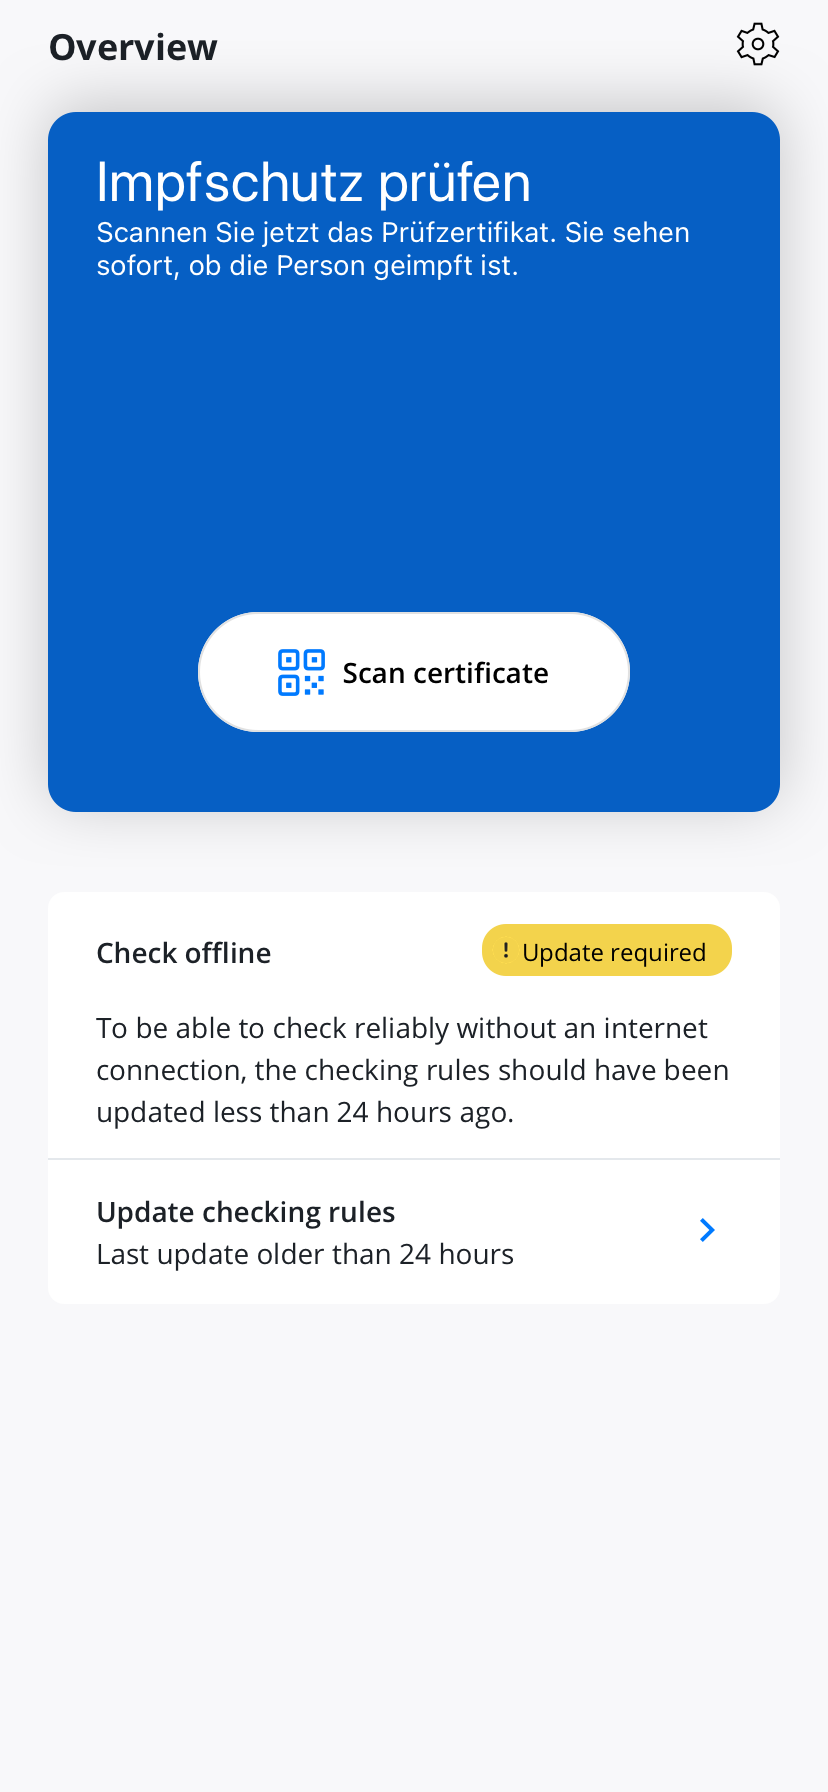 Overview
Impfschutz prüfen
Scannen Sie jetzt das Prüfzertifikat. Sie sehen
sofort, ob die Person geimpft ist.
Scan certificate
Check offline
! Update required
To be able to check reliably without an internet
connection, the checking rules should have been
updated less than 24 hours ago.
Update checking rules
Last update older than 24 hours